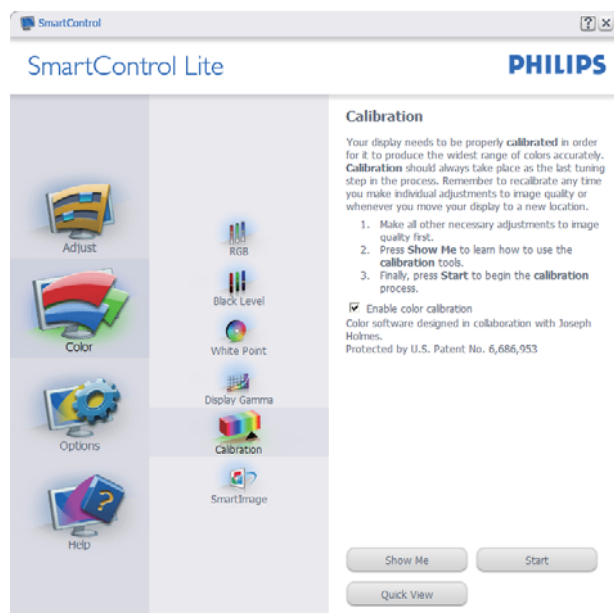 SmartControl
SmartControl Lite
PHILIPS
Adjust
Color
Options
Help
RGB
Black Level
White Point
Display Gamma
Calibration
SmartImage
Calibration
Your display needs to be properly calibrated in order
for it to produce the widest range of colors accurately.
Calibration should always take place as the last tuning
step in the process. Remember to recalibrate any time
you make individual adjustments to image quality or
whenever you move your display to a new location.
1. Make all other necessary adjustments to image
quality first.
2. Press Show Me to learn how to use the
calibration tools.
3. Finally, press Start to begin the calibration
process.
Enable color calibration
Color software designed in collaboration with Joseph
Holmes.
Protected by U.S. Patent No. 6,686,953
Show Me
Start
Quick View